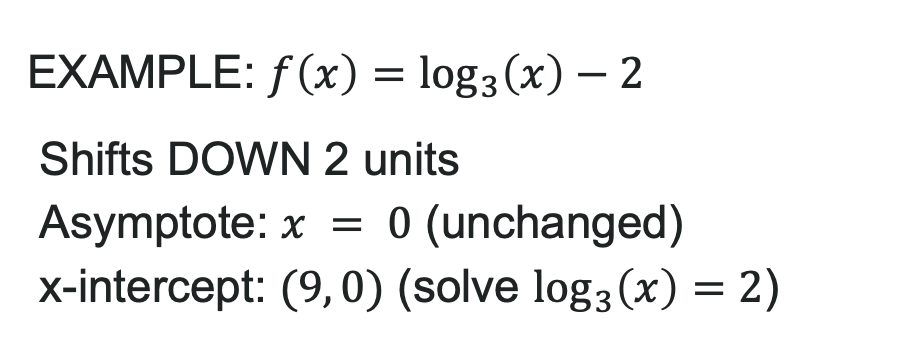 EXAMPLE: f(x) = log₃(x) − 2
Shifts DOWN 2 units
Asymptote: x = 0 (unchanged)
x-intercept: (9, 0) (solve log₃(x) = 2)